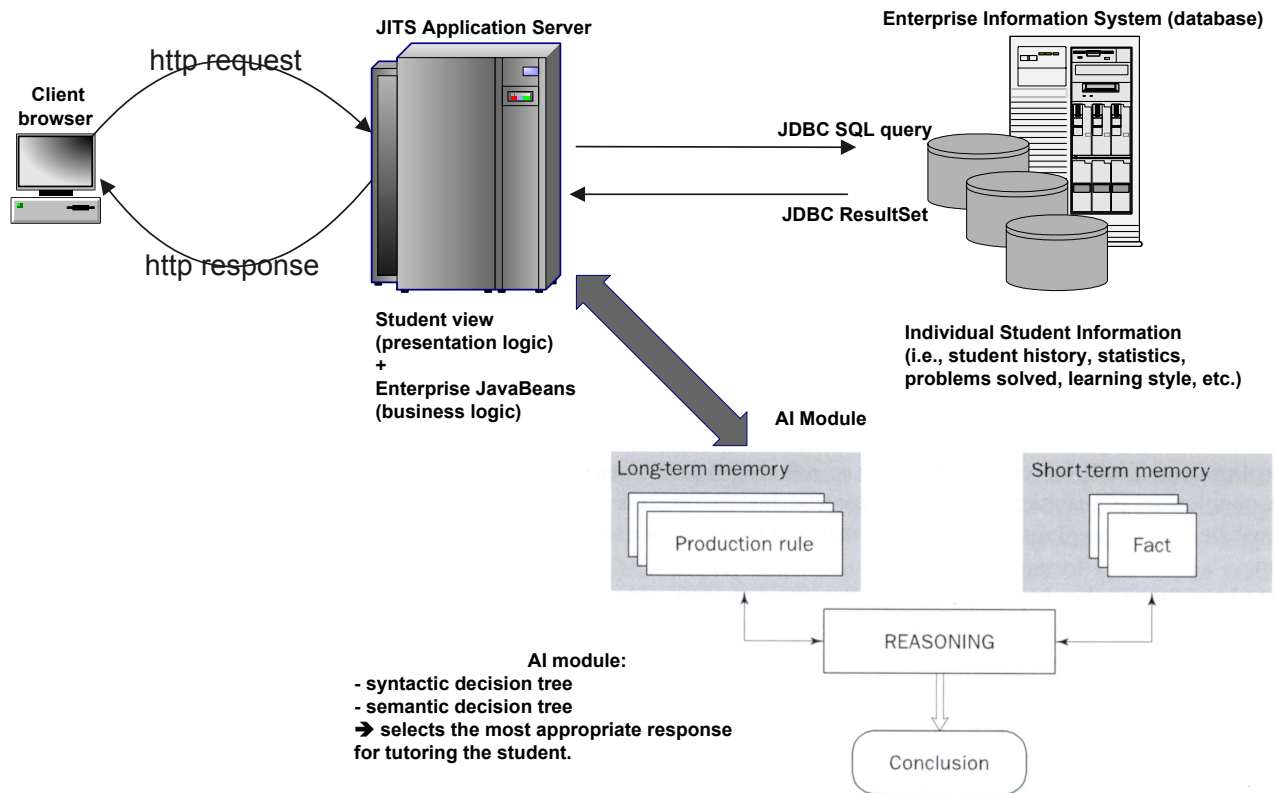 JITS Application Server
Enterprise Information System (database)
http request
Client
browser
JDBC SQL query
JDBC ResultSet
http response
Student view
(presentation logic)
+
Enterprise JavaBeans
(business logic)
Individual Student Information
(i.e., student history, statistics,
problems solved, learning style, etc.)
AI Module
Long-term memory
Production rule
Short-term memory
Fact
REASONING
AI module:
- syntactic decision tree
- semantic decision tree
➔ selects the most appropriate response
for tutoring the student.
Conclusion